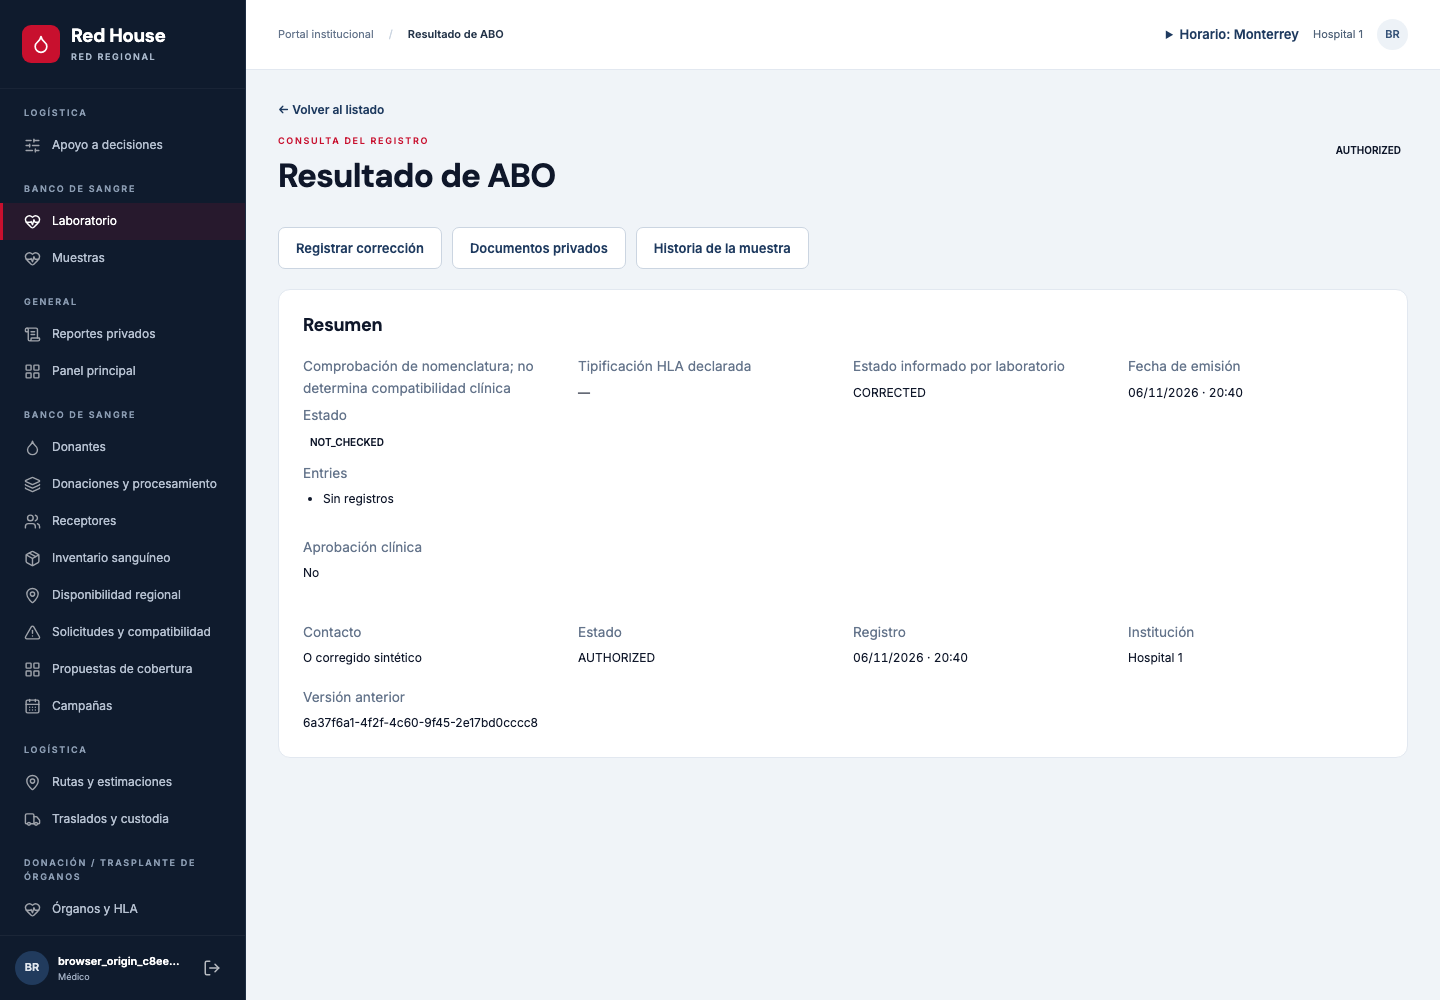 Red House
RED REGIONAL
LOGÍSTICA
Apoyo a decisiones
BANCO DE SANGRE
Laboratorio
Muestras
GENERAL
Reportes privados
Panel principal
BANCO DE SANGRE
Donantes
Donaciones y procesamiento
Receptores
Inventario sanguíneo
Disponibilidad regional
Solicitudes y compatibilidad
Propuestas de cobertura
Campañas
LOGÍSTICA
Rutas y estimaciones
Traslados y custodia
DONACIÓN / TRASPLANTE DE
ÓRGANOS
Órganos y HLA
BR
browser_origin_c8ee...
Médico
Portal institucional / Resultado de ABO
Horario: Monterrey
Hospital 1
BR
← Volver al listado
CONSULTA DEL REGISTRO
Resultado de ABO
AUTHORIZED
Registrar corrección
Documentos privados
Historia de la muestra
Resumen
Comprobación de nomenclatura; no
determina compatibilidad clínica
Estado
NOT_CHECKED
Entries
• Sin registros
Aprobación clínica
No
Tipificación HLA declarada
—
Estado informado por laboratorio
CORRECTED
Fecha de emisión
06/11/2026 · 20:40
Contacto
O corregido sintético
Estado
AUTHORIZED
Registro
06/11/2026 · 20:40
Institución
Hospital 1
Versión anterior
6a37f6a1-4f2f-4c60-9f45-2e17bd0cccc8